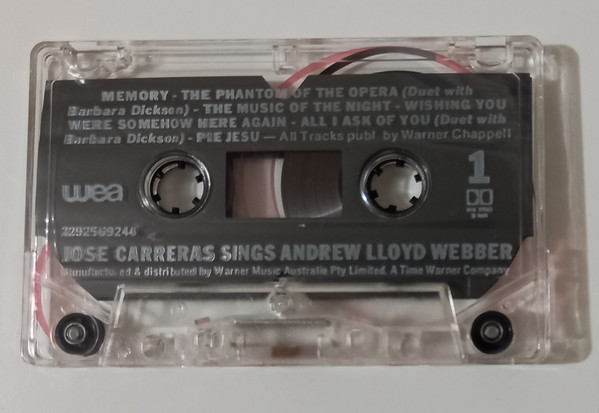 MEMORY - THE PHANTOM OF THE OPERA (Duet with
Barbara Dickson) - THE MUSIC OF THE NIGHT - WISHING YOU
WERE SOMEHOW HERE AGAIN - ALL I ASK OF YOU (Duet with
Barbara Dickson) - PIE JESU — All Tracks publ. by Warner Chappell
1
wea
229256924
JOSE CARRERAS SINGS ANDREW LLOYD WEBBER
Manufactured & distributed by Warner Music Australia Pty Limited. A Time Warner Company